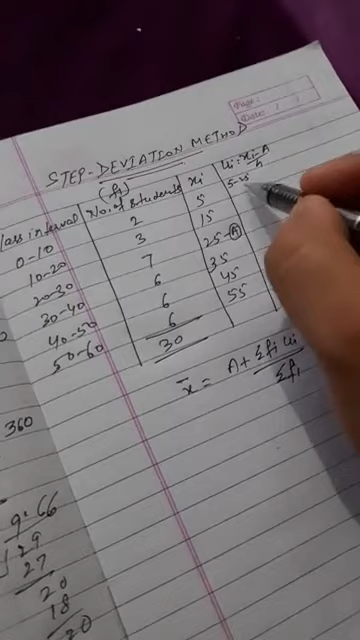 Page:
Date: / /
STEP-DEVIATION METHOD
(fi)
lass interval No. of students xi ui = xi-A/h
0-10 2 5 5-25
10-20 3 15
20-30 7 25-(A)
30-40 6 35
40-50 6 45
50-60 6 55
30
x̄ = A+ Σfi ui / Σfi
360
9.66
29
27
20
18
20